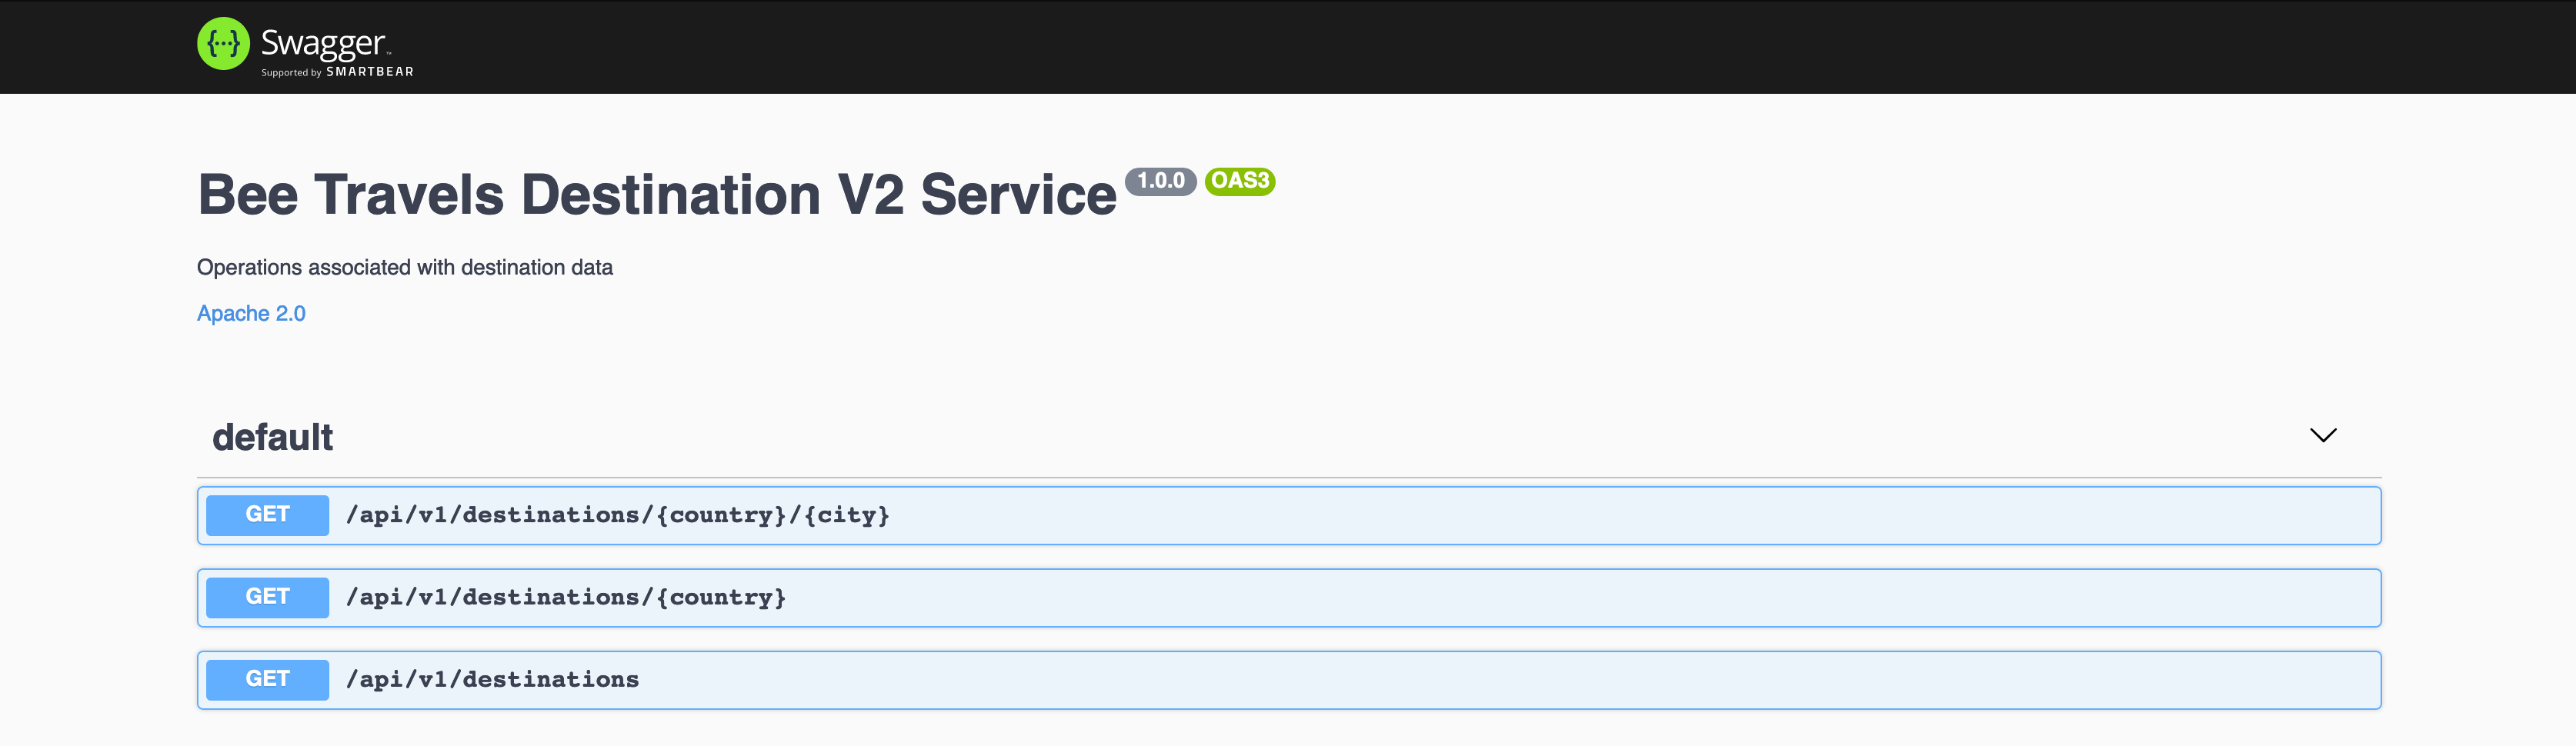 {···} Swagger™
Supported by SMARTBEAR
Bee Travels Destination V2 Service 1.0.0 OAS3
Operations associated with destination data
Apache 2.0
default
GET /api/v1/destinations/{country}/{city}
GET /api/v1/destinations/{country}
GET /api/v1/destinations